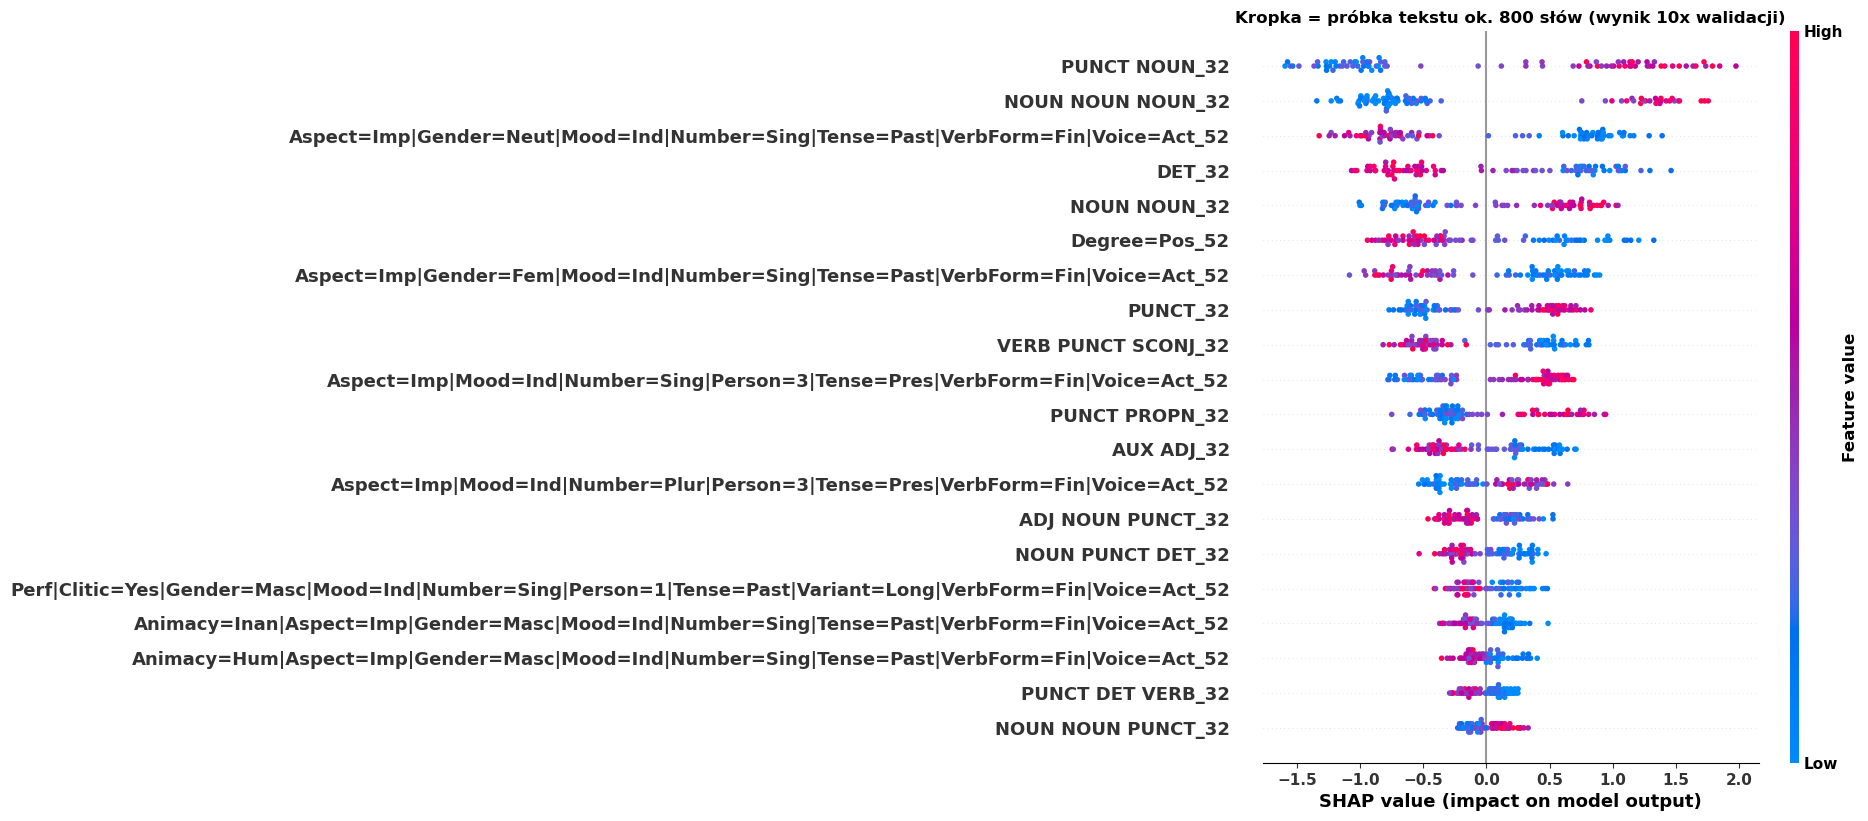 Kropka = próbka tekstu ok. 800 słów (wynik 10x walidacji)
High
PUNCT NOUN_32
NOUN NOUN NOUN_32
Aspect=Imp|Gender=Neut|Mood=Ind|Number=Sing|Tense=Past|VerbForm=Fin|Voice=Act_52
DET_32
NOUN NOUN_32
Degree=Pos_52
Aspect=Imp|Gender=Fem|Mood=Ind|Number=Sing|Tense=Past|VerbForm=Fin|Voice=Act_52
PUNCT_32
VERB PUNCT SCONJ_32
Aspect=Imp|Mood=Ind|Number=Sing|Person=3|Tense=Pres|VerbForm=Fin|Voice=Act_52
PUNCT PROPN_32
AUX ADJ_32
Aspect=Imp|Mood=Ind|Number=Plur|Person=3|Tense=Pres|VerbForm=Fin|Voice=Act_52
ADJ NOUN PUNCT_32
NOUN PUNCT DET_32
Perf|Clitic=Yes|Gender=Masc|Mood=Ind|Number=Sing|Person=1|Tense=Past|Variant=Long|VerbForm=Fin|Voice=Act_52
Animacy=Inan|Aspect=Imp|Gender=Masc|Mood=Ind|Number=Sing|Tense=Past|VerbForm=Fin|Voice=Act_52
Animacy=Hum|Aspect=Imp|Gender=Masc|Mood=Ind|Number=Sing|Tense=Past|VerbForm=Fin|Voice=Act_52
PUNCT DET VERB_32
NOUN NOUN PUNCT_32
Feature value
Low
−1.5 −1.0 −0.5 0.0 0.5 1.0 1.5 2.0
SHAP value (impact on model output)